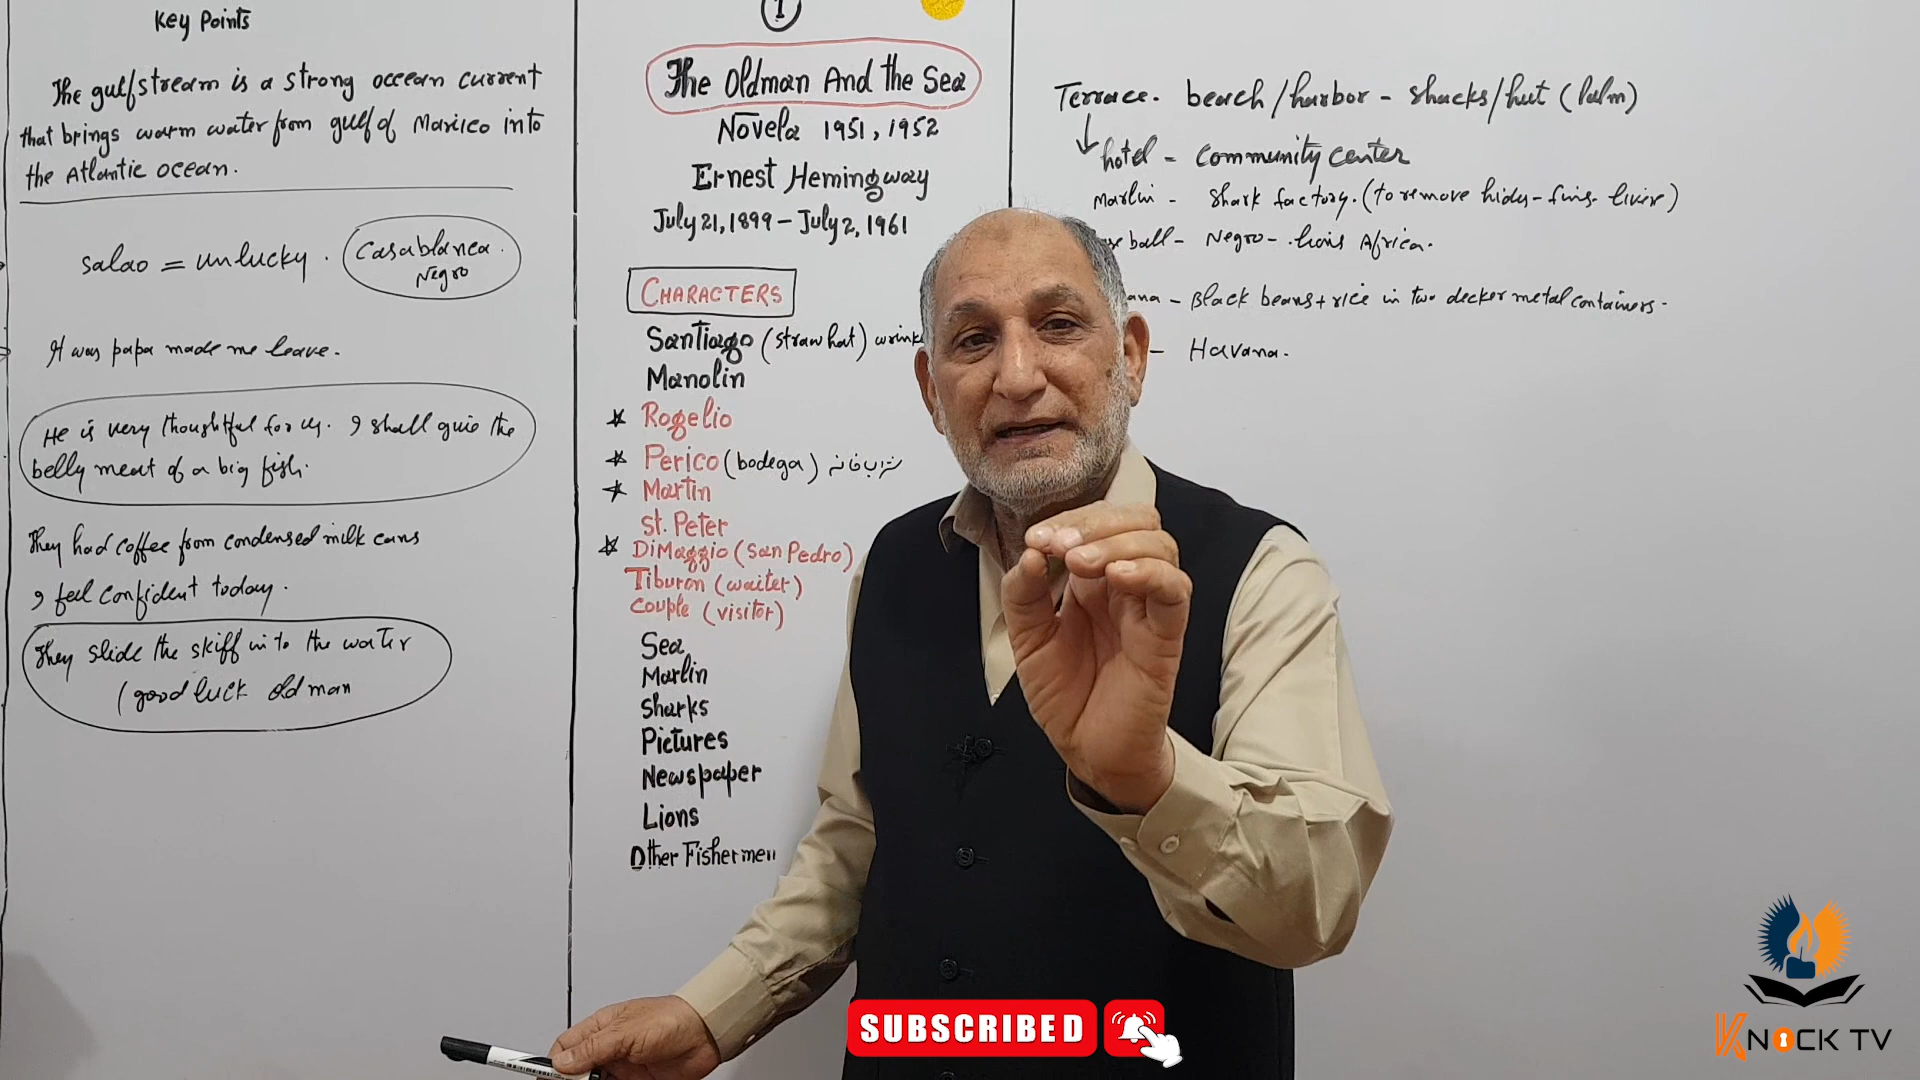 Key Points
The gulfstream is a strong occean current
that brings warm water from gulf of Maxico into
the Atlantic ocean.
salao = unlucky.
Casablanca.
Negro
It was papa made me leave.
He is very thoughtful for us. I shall give the
belly meat of a big fish.
They had coffee from condensed milk cans
I feel confident today.
They slide the skiff into the water
(good luck old man
1
The Oldman And the Sea
Novela 1951, 1952
Ernest Hemingway
July 21, 1899 - July 2, 1961
CHARACTERS
Santiago (straw hat)
Manolin
Rogelio
Perico (bodega) شراب خانہ
Martin
St. Peter
DiMaggio (San Pedro)
Tiburon (waiter)
Couple (visitor)
Sea
Marlin
Sharks
Pictures
Newspaper
Lions
Other Fishermen
Terrace. beach/harbor - shacks/hut (palm)
hotel - Community center
Marlin - Shark factory. (to remove hides - fins - liver)
ball - Negro - Africa.
ana - Black beans + rice in two decker metal containers.
- Havana.
SUBSCRIBED
KNOCK TV